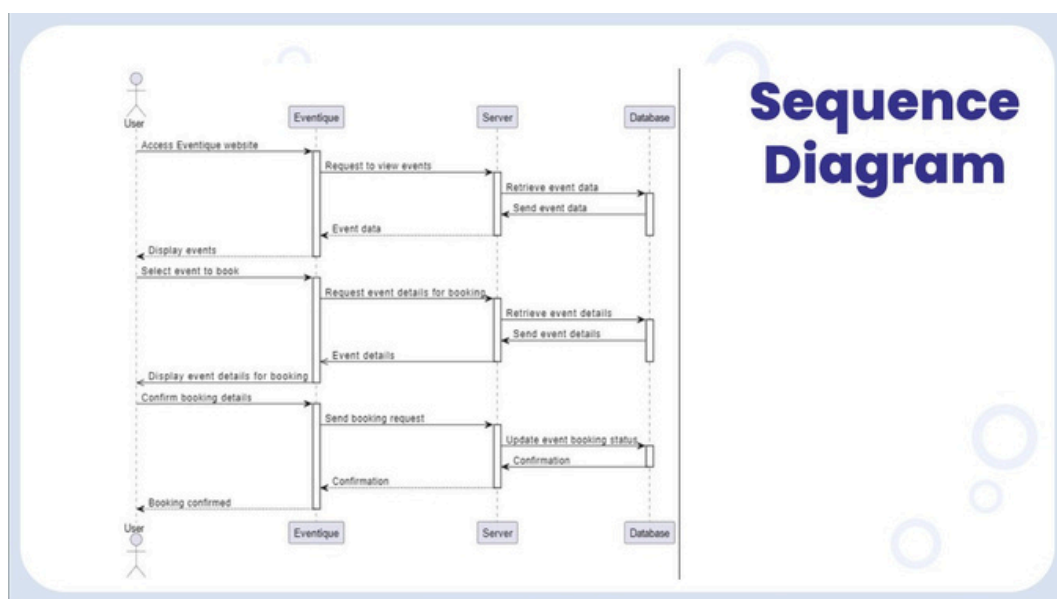 Sequence
Diagram
User
Eventique
Server
Database
Access Eventique website
Request to view events
Retrieve event data
Send event data
Event data
Display events
Select event to book
Request event details for booking
Retrieve event details
Send event details
Event details
Display event details for booking
Confirm booking details
Send booking request
Update event booking status
Confirmation
Confirmation
Booking confirmed
User
Eventique
Server
Database